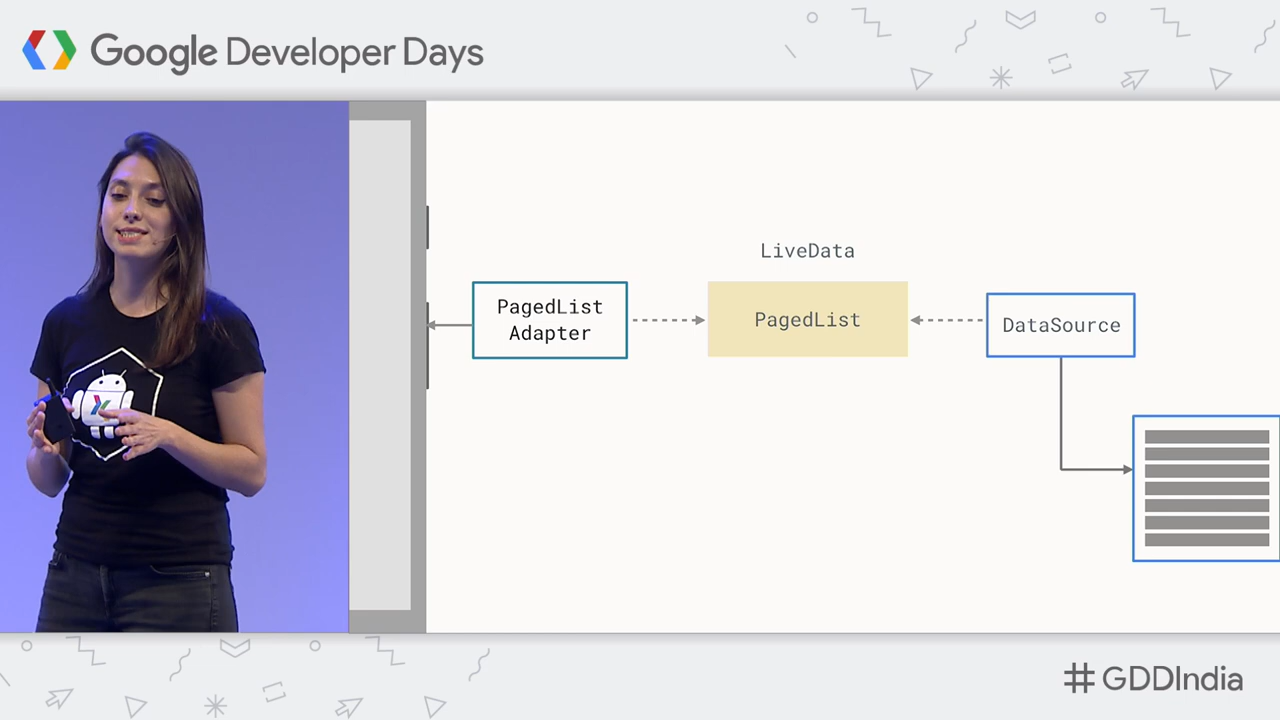 Google Developer Days
LiveData
PagedList
Adapter
PagedList
DataSource
#GDDIndia